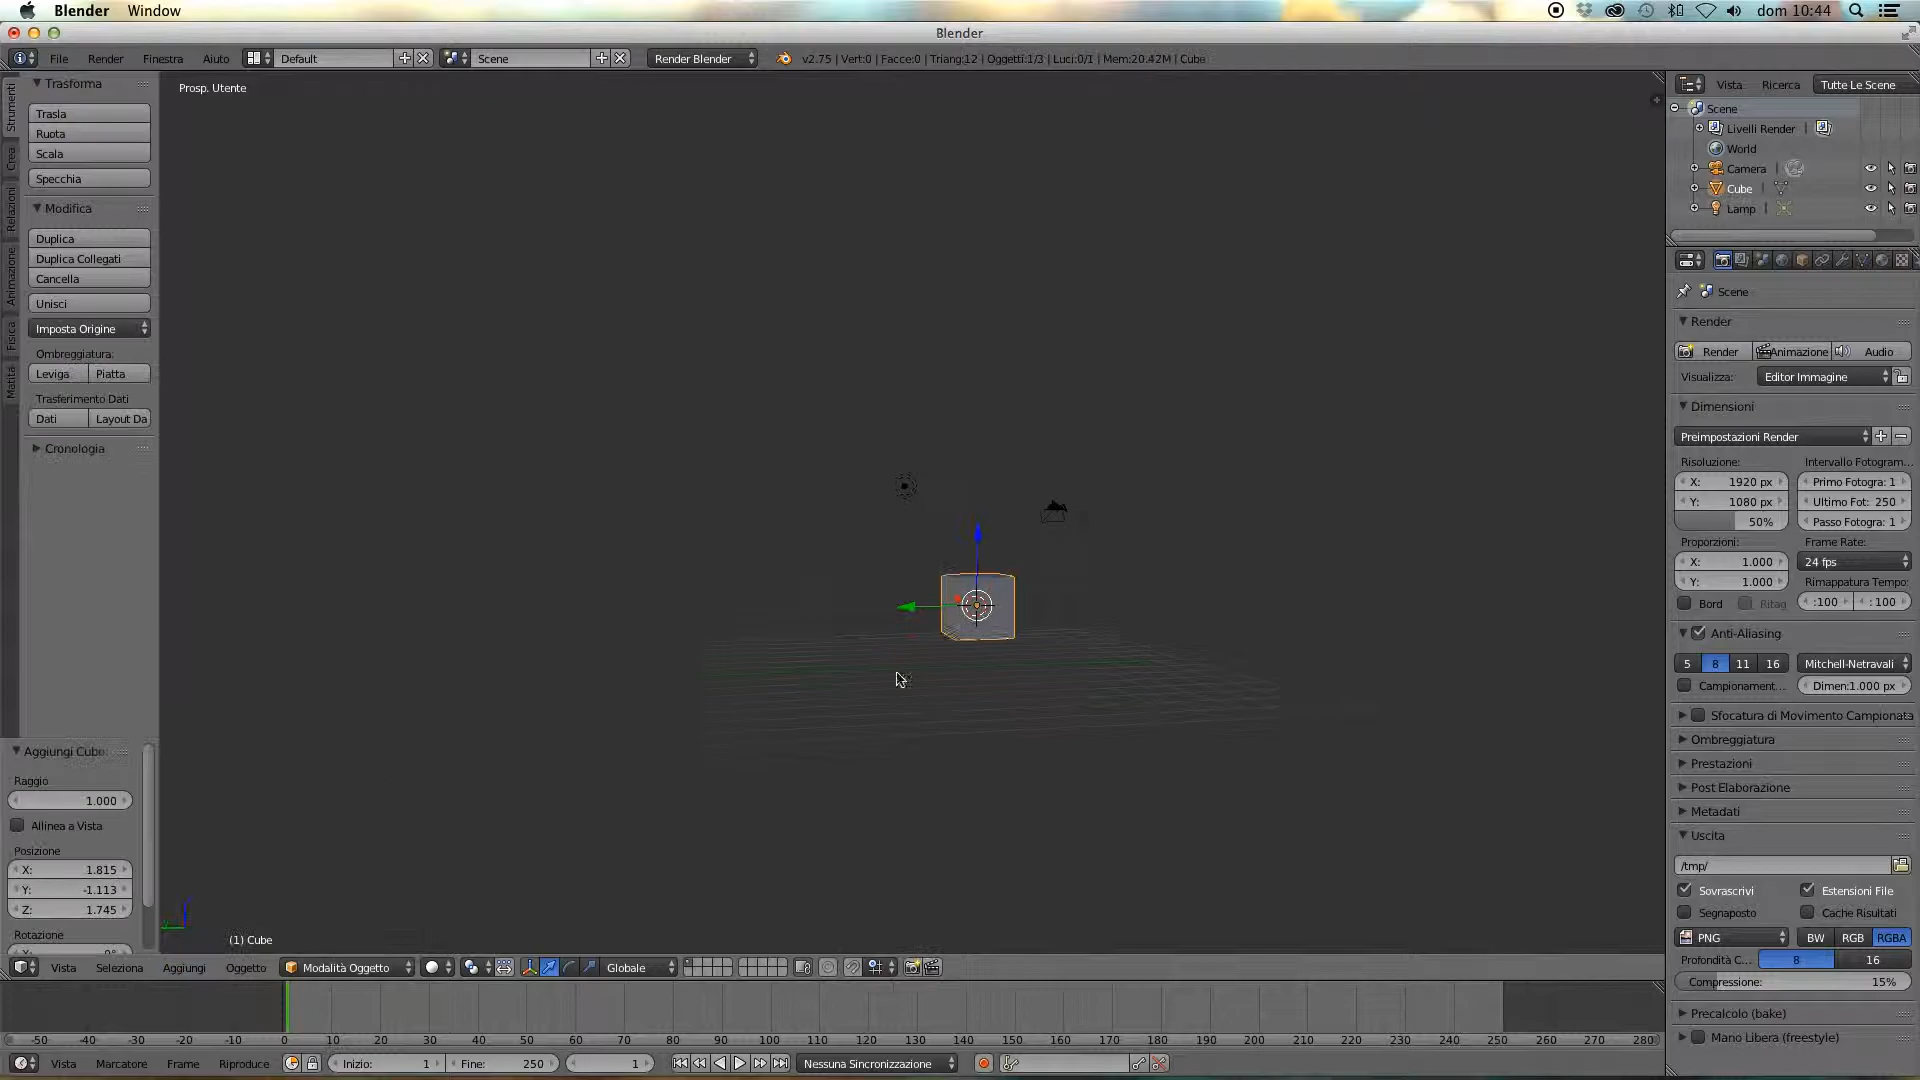 Blender Window dom 10:44
Blender
File Render Finestra Aiuto Default Scene Render Blender v2.75 | Vert:0 | Facce:0 | Triang:12 | Oggetti:1/3 | Luci:0/1 | Mem:20.42M | Cube
Prosp. Utente
Strumenti
Crea
Relazioni
Animazione
Fisica
Matita
Trasforma
Trasla
Ruota
Scala
Specchia
Modifica
Duplica
Duplica Collegati
Cancella
Unisci
Imposta Origine
Ombreggiatura:
Leviga Piatta
Trasferimento Dati
Dati Layout Da
Cronologia
Aggiungi Cubo
Raggio
1.000
Allinea a Vista
Posizione
X: 1.815
Y: -1.113
Z: 1.745
Rotazione
X: 0°
(1) Cube
Vista Seleziona Aggiungi Oggetto Modalità Oggetto Globale
-50 -40 -30 -20 -10 0 10 20 30 40 50 60 70 80 90 100 110 120 130 140 150 160 170 180 190 200 210 220 230 240 250 260 270 280
Vista Marcatore Frame Riproduce Inizio: 1 Fine: 250 1 Nessuna Sincronizzazione
Vista Ricerca Tutte Le Scene
Scene
Livelli Render
World
Camera
Cube
Lamp
Scene
Render
Render Animazione Audio
Visualizza: Editor Immagine
Dimensioni
Preimpostazioni Render
Risoluzione: Intervallo Fotogram...
X: 1920 px Primo Fotogra: 1
Y: 1080 px Ultimo Fot: 250
50% Passo Fotogra: 1
Proporzioni: Frame Rate:
X: 1.000 24 fps
Y: 1.000 Rimappatura Tempo:
Bord Ritag :100 : 100
Anti-Aliasing
5 8 11 16 Mitchell-Netravali
Campionament... Dimen:1.000 px
Sfocatura di Movimento Campionata
Ombreggiatura
Prestazioni
Post Elaborazione
Metadati
Uscita
/tmp/
Sovrascrivi Estensioni File
Segnaposto Cache Risultati
PNG BW RGB RGBA
Profondità C... 8 16
Compressione: 15%
Precalcolo (bake)
Mano Libera (freestyle)